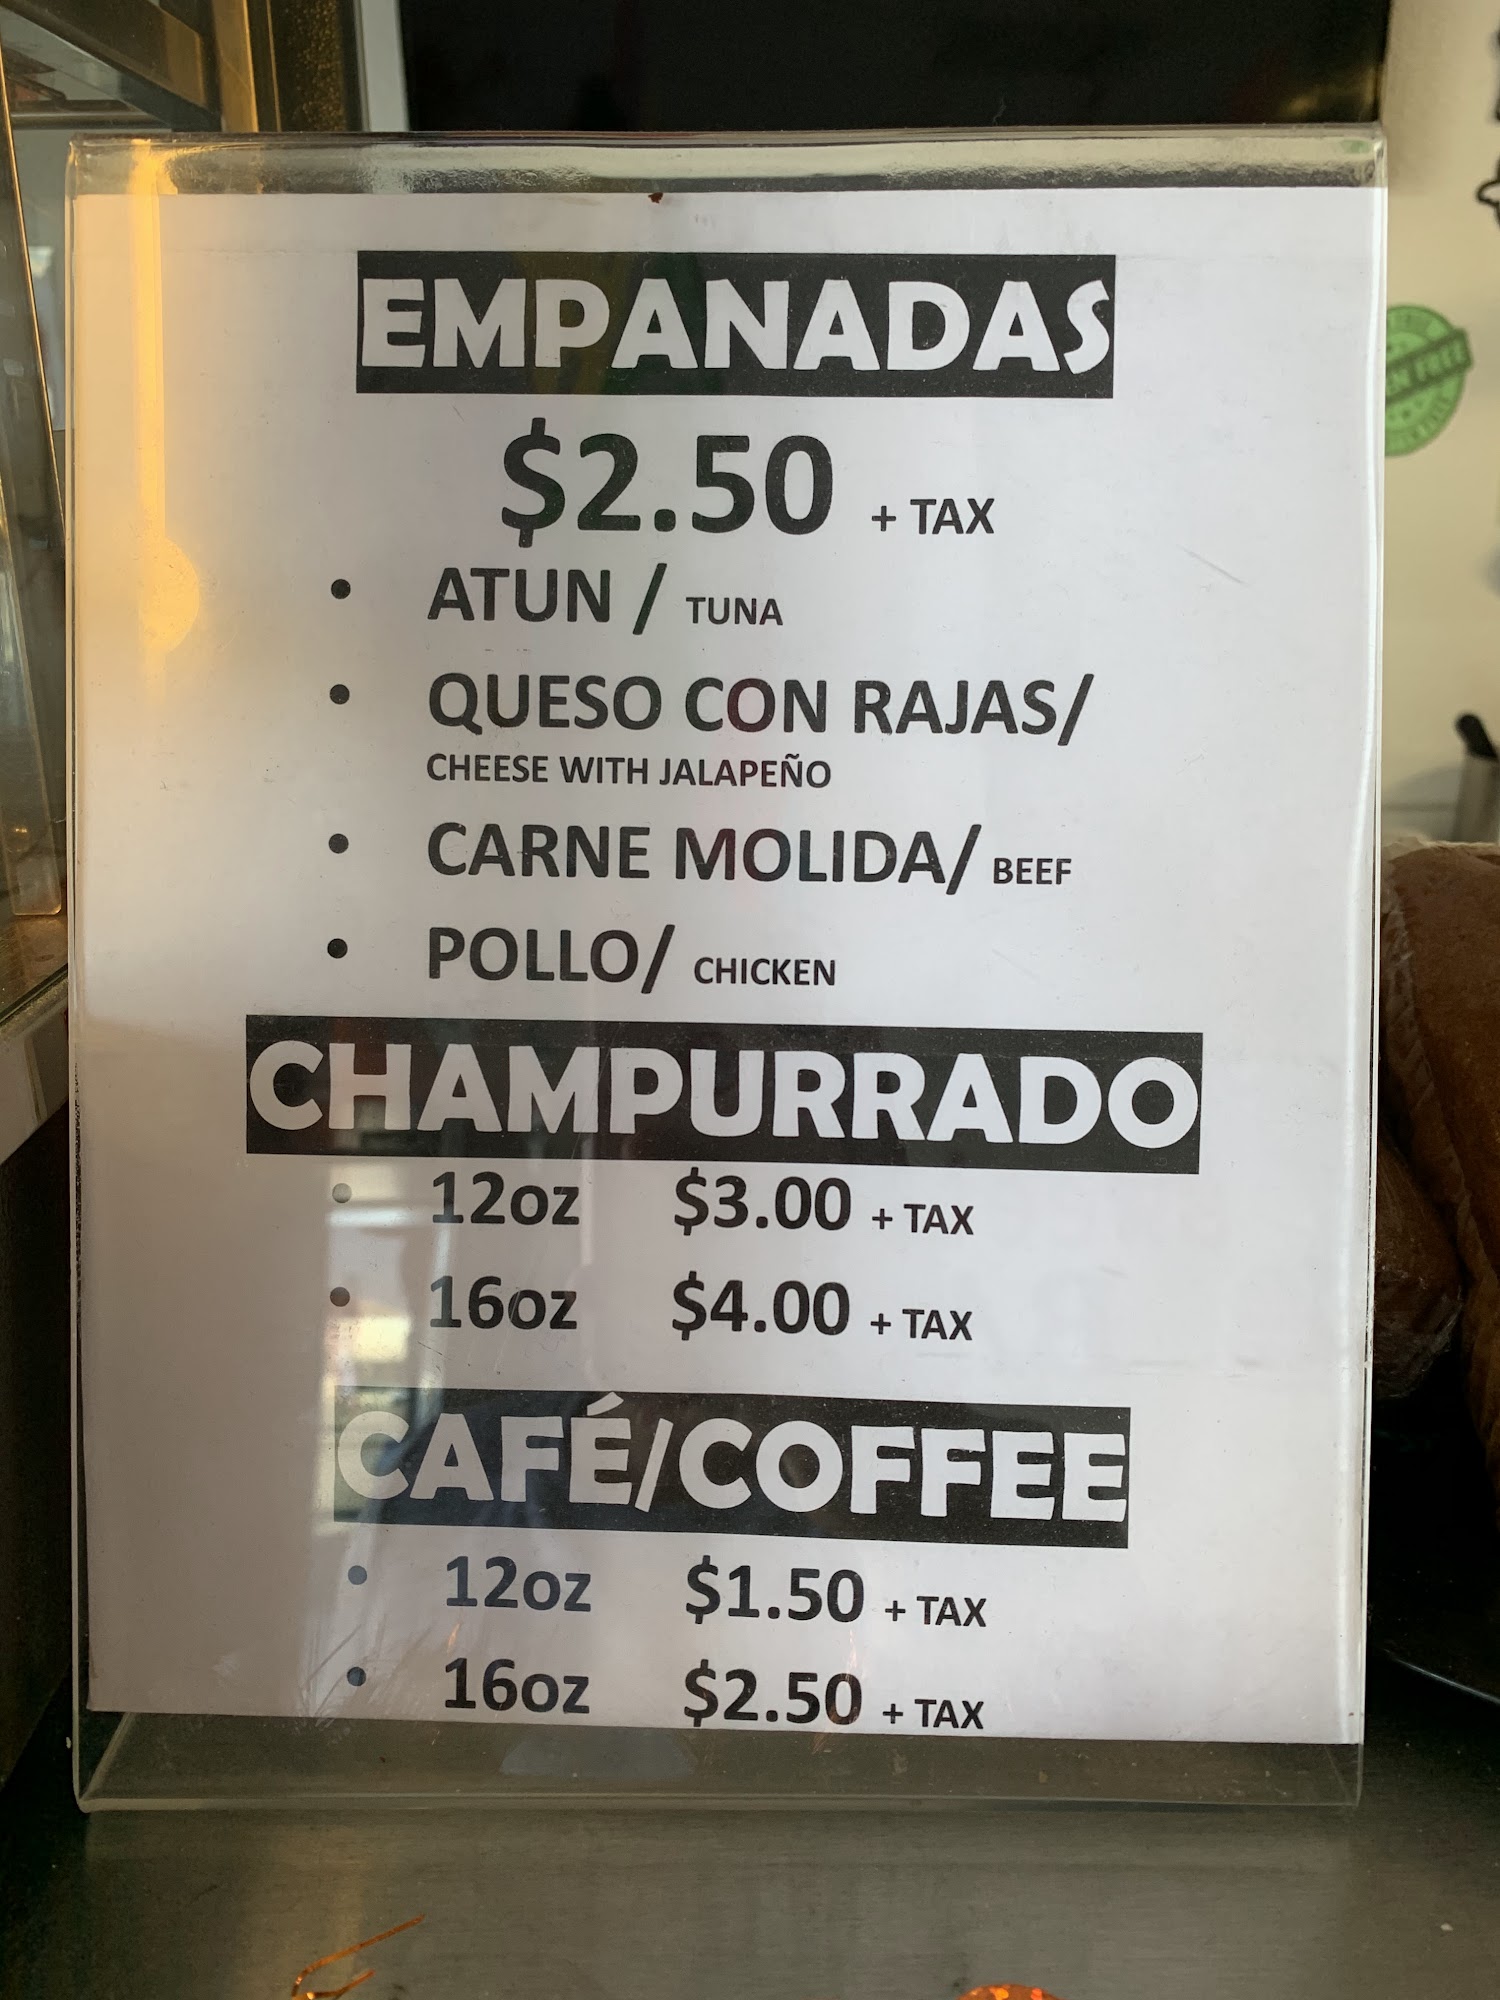 EMPANADAS
$2.50 + TAX
• ATUN / TUNA
• QUESO CON RAJAS/
CHEESE WITH JALAPEÑO
• CARNE MOLIDA/ BEEF
• POLLO/ CHICKEN
CHAMPURRADO
• 12oz $3.00 + TAX
• 16oz $4.00 + TAX
CAFÉ/COFFEE
• 12oz $1.50 + TAX
• 16oz $2.50 + TAX
FREE